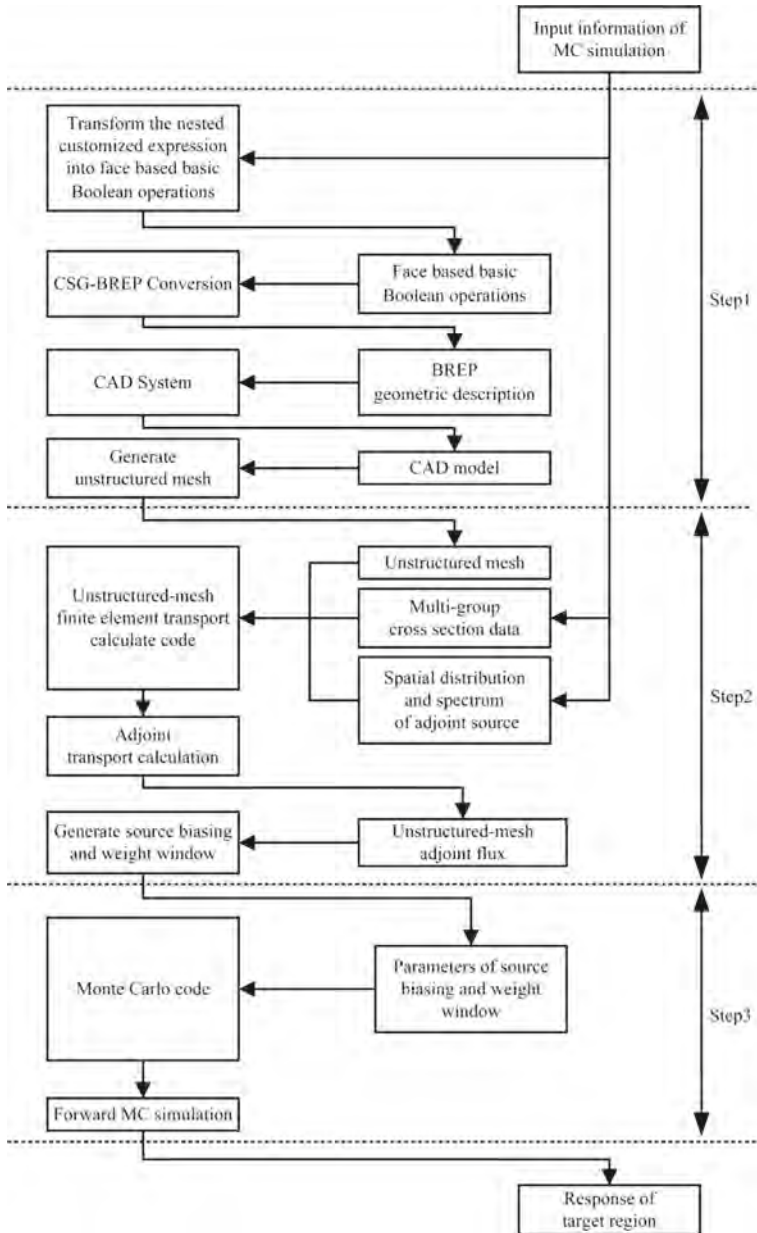 Input information of
MC simulation
Transform the nested
customized expression
into face based basic
Boolean operations
CSG-BREP Conversion
Face based basic
Boolean operations
Step1
CAD System
BREP
geometric description
Generate
unstructured mesh
CAD model
Unstructured-mesh
finite element transport
calculate code
Unstructured mesh
Multi-group
cross section data
Spatial distribution
and spectrum
of adjoint source
Step2
Adjoint
transport calculation
Generate source biasing
and weight window
Unstructured-mesh
adjoint flux
Monte Carlo code
Parameters of source
biasing and weight
window
Step3
Forward MC simulation
Response of
target region